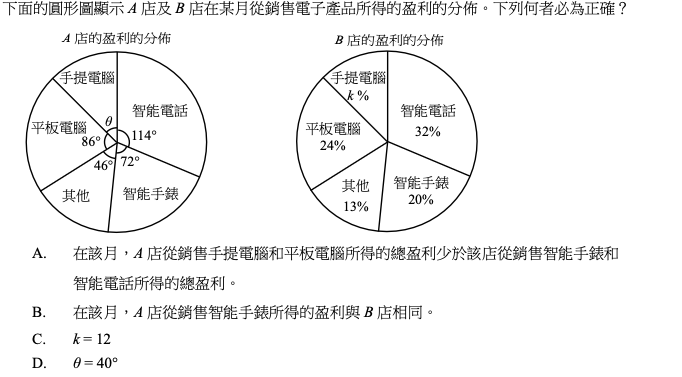 下面的圓形圖顯示 A 店及 B 店在某月從銷售電子產品所得的盈利的分佈。下列何者必為正確？
A 店的盈利的分佈
手提電腦
智能電話
θ
平板電腦
86°
114°
46°
72°
其他
智能手錶
B 店的盈利的分佈
手提電腦
k %
智能電話
32%
平板電腦
24%
其他
13%
智能手錶
20%
A. 在該月，A 店從銷售手提電腦和平板電腦所得的總盈利少於該店從銷售智能手錶和
智能電話所得的總盈利。
B. 在該月，A 店從銷售智能手錶所得的盈利與 B 店相同。
C. k = 12
D. θ = 40°